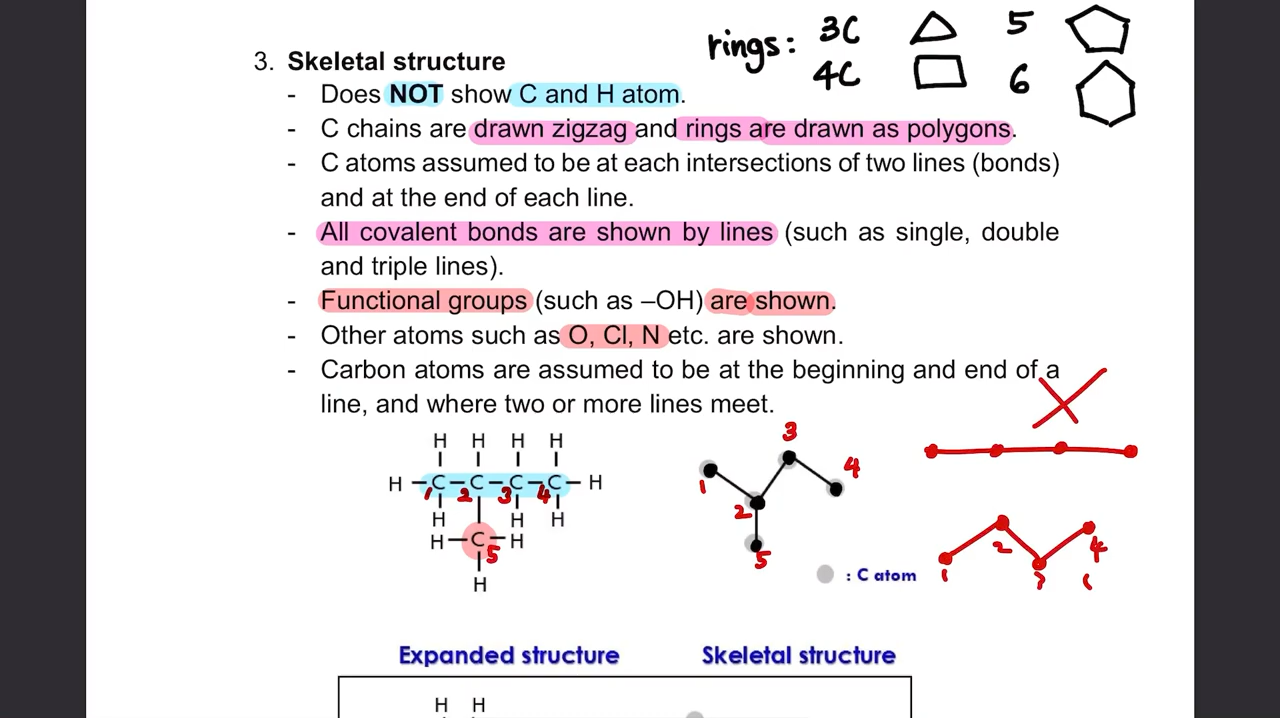 rings: 3C 5
4C 6
3. Skeletal structure
- Does NOT show C and H atom.
- C chains are drawn zigzag and rings are drawn as polygons.
- C atoms assumed to be at each intersections of two lines (bonds)
and at the end of each line.
- All covalent bonds are shown by lines (such as single, double
and triple lines).
- Functional groups (such as –OH) are shown.
- Other atoms such as O, Cl, N etc. are shown.
- Carbon atoms are assumed to be at the beginning and end of a
line, and where two or more lines meet.
H H H H
H – C – C – C – C – H
1 2 3 4
H H H
H – C – H
5
H
3
4
1
2
5
1 2 3 4
: C atom
Expanded structure Skeletal structure
H H